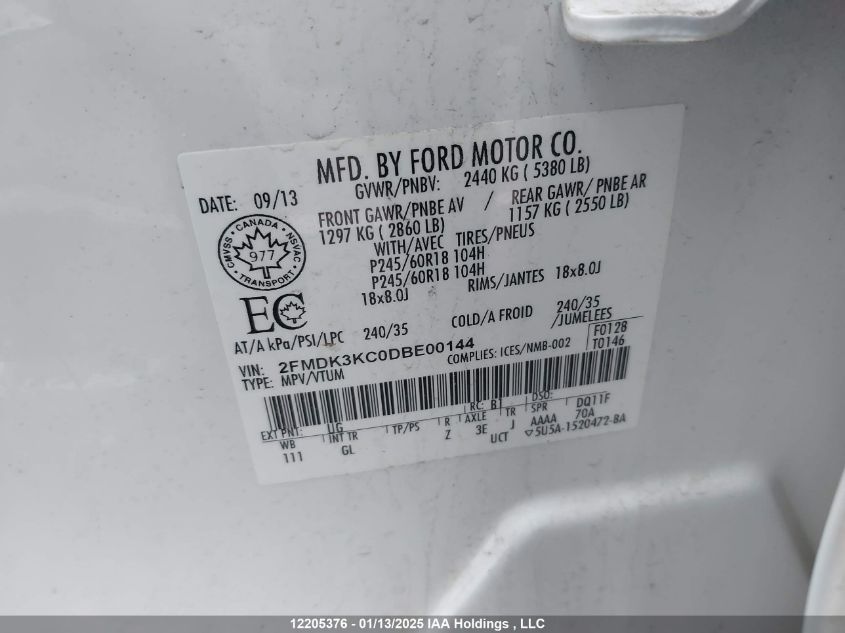 MFD. BY FORD MOTOR CO.
DATE: 09/13 GVWR/PNBV: 2440 KG ( 5380 LB)
FRONT GAWR/PNBE AV / REAR GAWR/ PNBE AR
1297 KG ( 2860 LB) 1157 KG ( 2550 LB)
WITH/AVEC TIRES/PNEUS
P245/60R18 104H
P245/60R18 104H
18x8.0J RIMS/JANTES 18x8.0J
CMVSS CANADA NSVAC
977
TRANSPORT
EC
AT/A kPa/PSI/LPC 240/35 COLD/A FROID 240/35
/JUMELEES
VIN: 2FMDK3KC0DBE00144 COMPLIES: ICES/NMB-002 F0128
TYPE: MPV/VTUM T0146
EXT PNT: UG RC: B1 DSO: DQ11F
WB INT TR TP/PS R AXLE TR SPR 70A
111 GL Z 3E J AAAA
UCT 5U5A-1520472-BA
12205376 - 01/13/2025 IAA Holdings , LLC